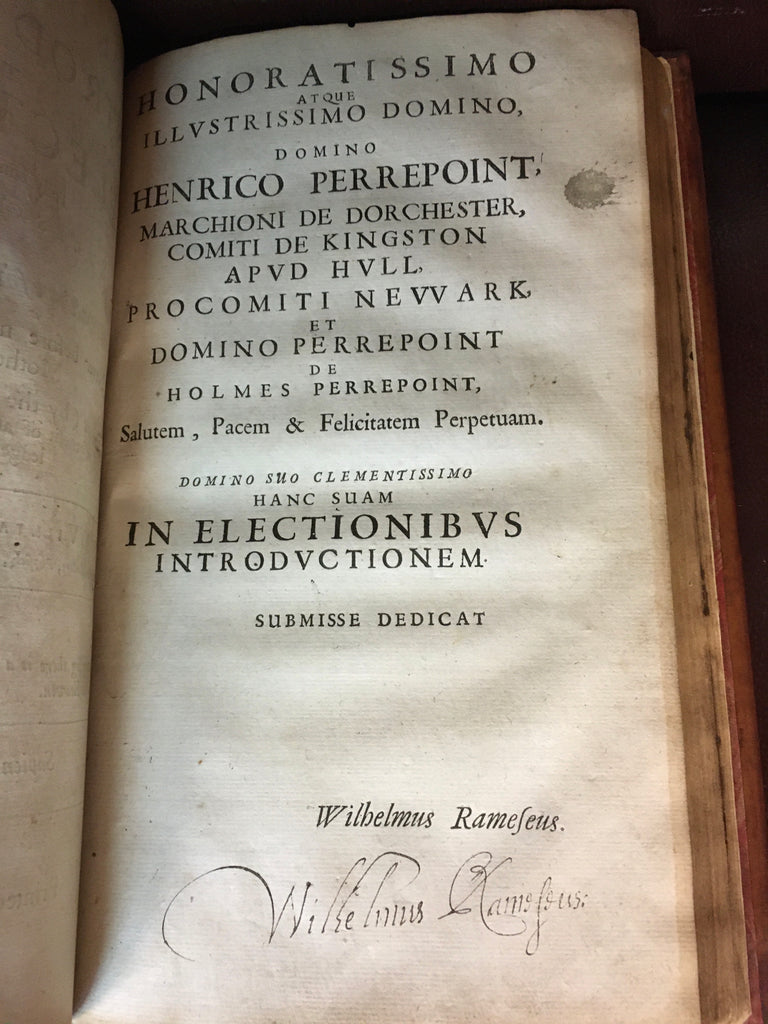 HONORATISSIMO
ATQUE
ILLVSTRISSIMO DOMINO,
DOMINO
HENRICO PERREPOINT,
MARCHIONI DE DORCHESTER,
COMITI DE KINGSTON
APVD HVLL,
PROCOMITI NEVVARK,
ET
DOMINO PERREPOINT
DE
HOLMES PERREPOINT,
Salutem, Pacem & Felicitatem Perpetuam.
DOMINO SUO CLEMENTISSIMO
HANC SUAM
IN ELECTIONIBVS
INTRODVCTIONEM.
SUBMISSE DEDICAT
Wilhelmus Rameſeus.
Wilhelmus Rameſeus: